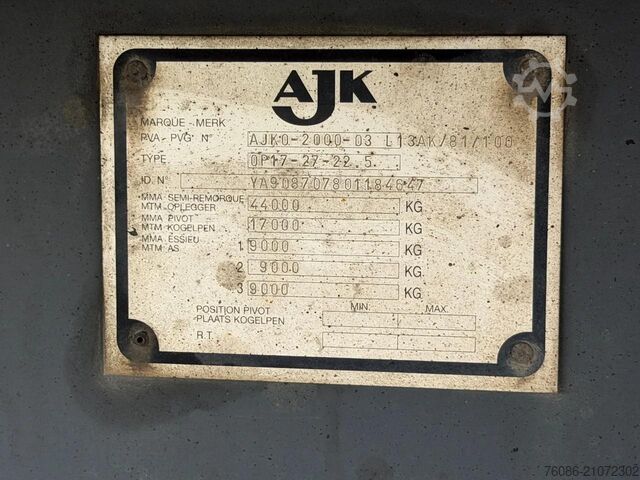 AJK
MARQUE - MERK
PVA - PVG N° AJK0-2000-03 L13AK/81/100
TYPE OP17-27-22.5
ID. N° YA9087078011B4647
MMA SEMI-REMORQUE
MTM OPLEGGER 44000 KG
MMA PIVOT
MTM KOGELPEN 17000 KG
MMA ESSIEU
MTM AS 1 9000 KG
2 9000 KG
3 9000 KG
MIN. MAX.
POSITION PIVOT
PLAATS KOGELPEN
R.T.
76086-21072302